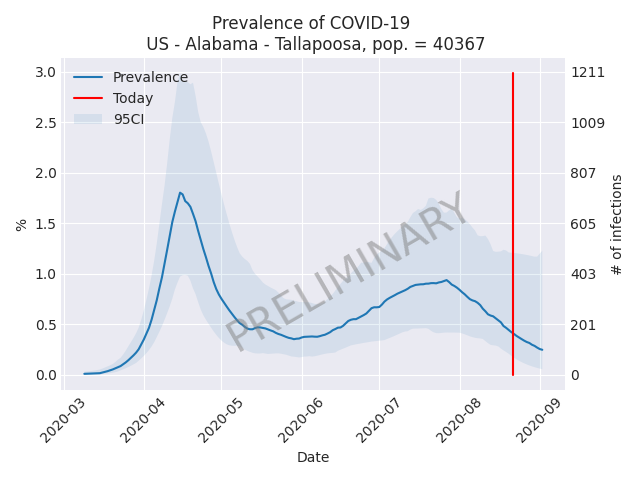 Prevalence of COVID-19
US - Alabama - Tallapoosa, pop. = 40367
Prevalence
Today
95CI
PRELIMINARY
3.0
2.5
2.0
1.5
1.0
0.5
0.0
%
1211
1009
807
605
403
201
0
# of infections
2020-03
2020-04
2020-05
2020-06
2020-07
2020-08
2020-09
Date